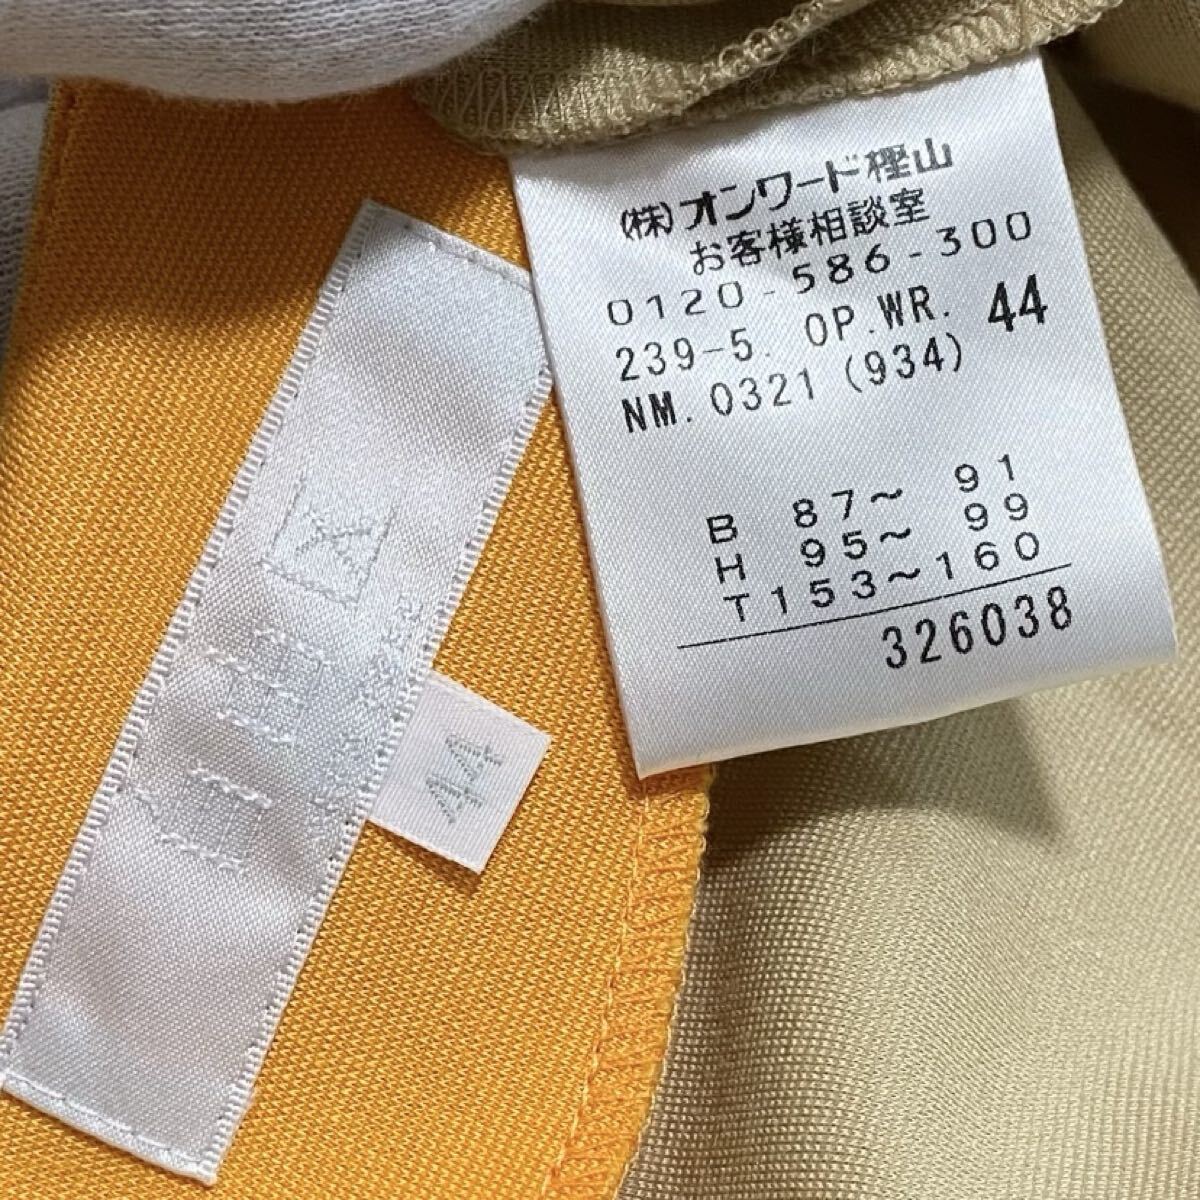 (株)オンワード樫山
お客様相談室
0120-586-300
239-5. OP.WR. 44
NM.0321(934)
B 87～ 91
H 95～ 99
T153～160
326038
44